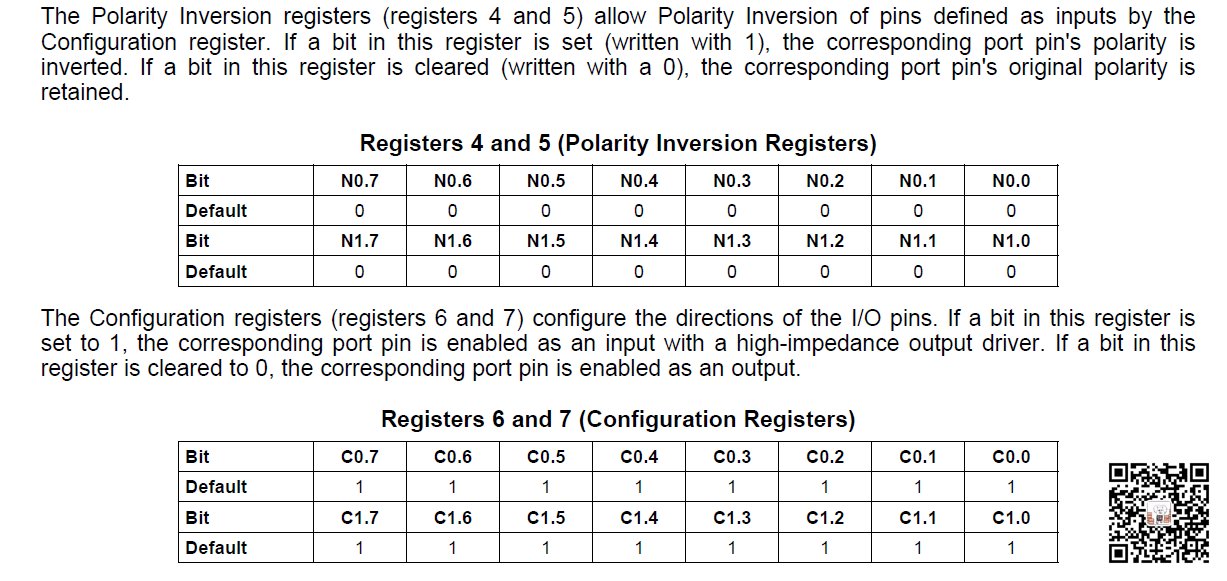 The Polarity Inversion registers (registers 4 and 5) allow Polarity Inversion of pins defined as inputs by the
Configuration register. If a bit in this register is set (written with 1), the corresponding port pin's polarity is
inverted. If a bit in this register is cleared (written with a 0), the corresponding port pin's original polarity is
retained.
Registers 4 and 5 (Polarity Inversion Registers)
Bit N0.7 N0.6 N0.5 N0.4 N0.3 N0.2 N0.1 N0.0
Default 0 0 0 0 0 0 0 0
Bit N1.7 N1.6 N1.5 N1.4 N1.3 N1.2 N1.1 N1.0
Default 0 0 0 0 0 0 0 0
The Configuration registers (registers 6 and 7) configure the directions of the I/O pins. If a bit in this register is
set to 1, the corresponding port pin is enabled as an input with a high-impedance output driver. If a bit in this
register is cleared to 0, the corresponding port pin is enabled as an output.
Registers 6 and 7 (Configuration Registers)
Bit C0.7 C0.6 C0.5 C0.4 C0.3 C0.2 C0.1 C0.0
Default 1 1 1 1 1 1 1 1
Bit C1.7 C1.6 C1.5 C1.4 C1.3 C1.2 C1.1 C1.0
Default 1 1 1 1 1 1 1 1